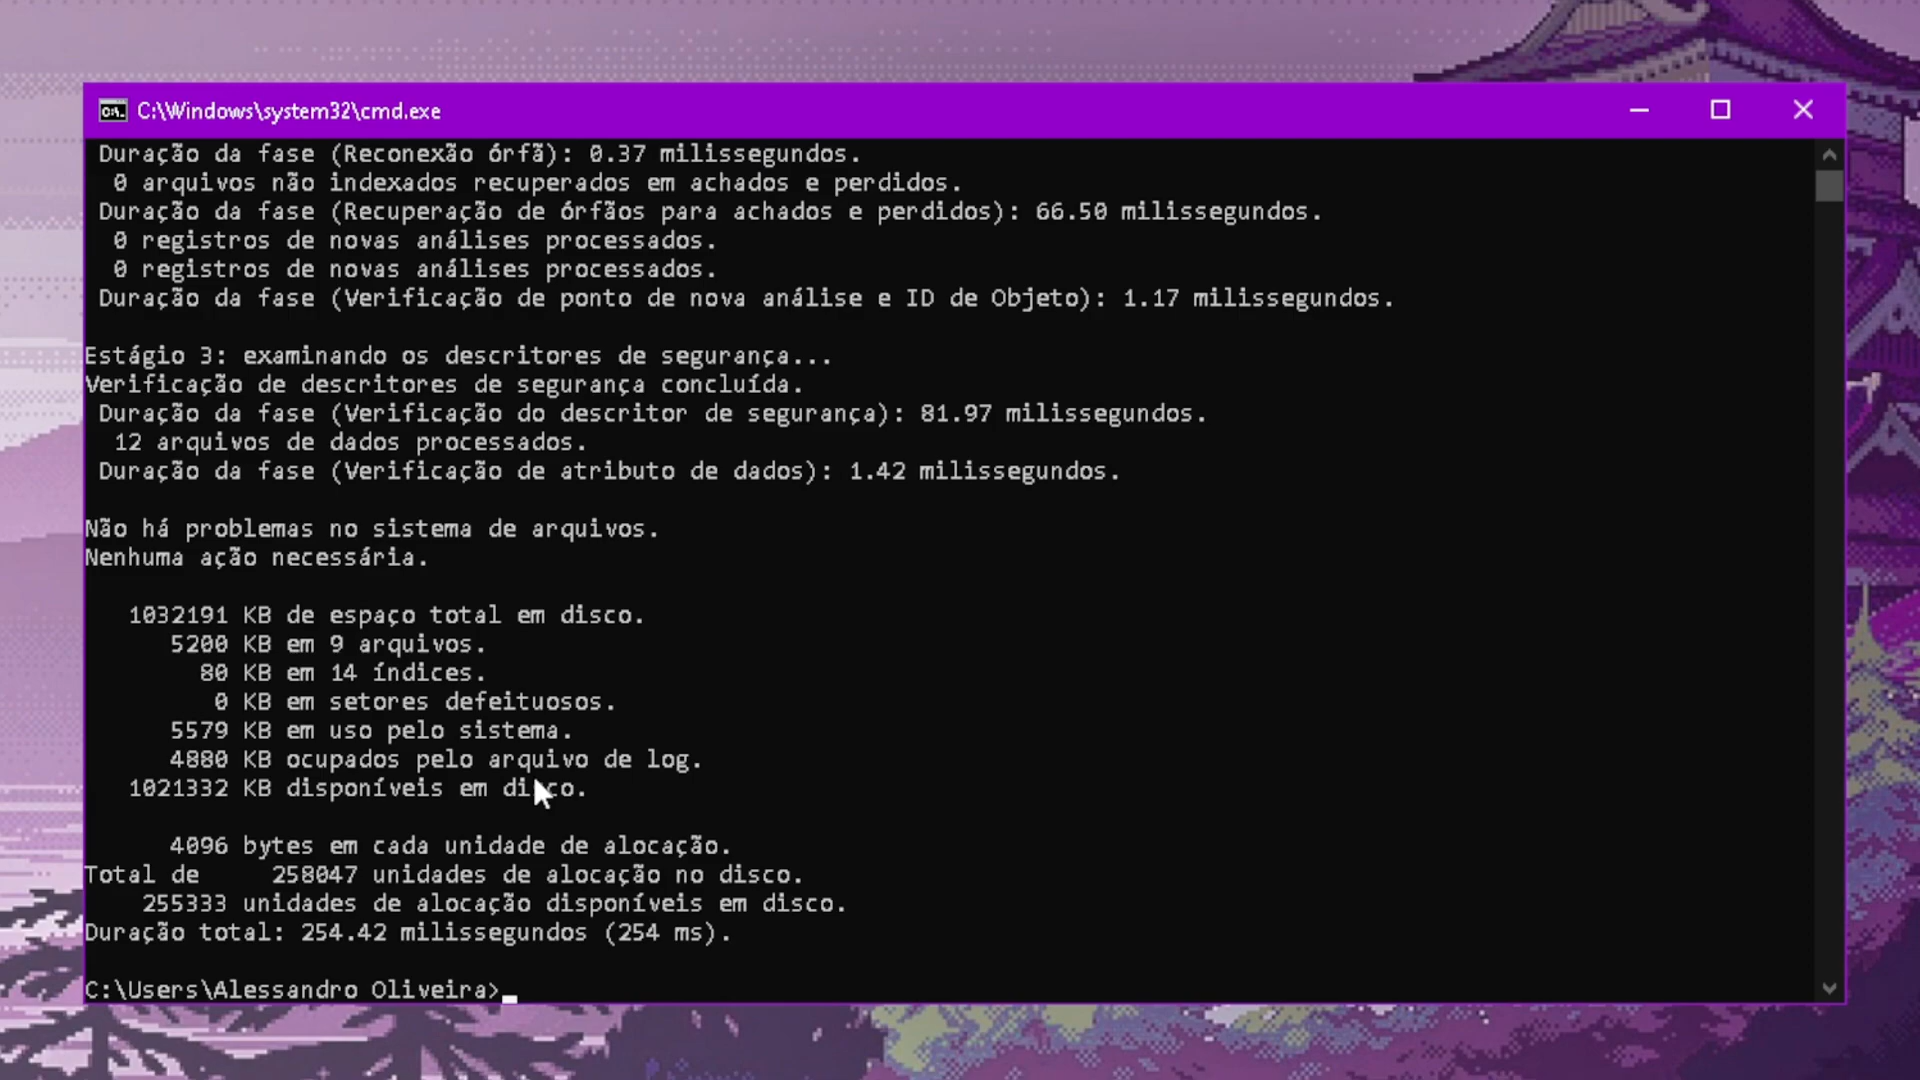 C:\Windows\system32\cmd.exe
Duração da fase (Reconexão órfã): 0.37 milissegundos.
0 arquivos não indexados recuperados em achados e perdidos.
Duração da fase (Recuperação de órfãos para achados e perdidos): 66.50 milissegundos.
0 registros de novas análises processados.
0 registros de novas análises processados.
Duração da fase (Verificação de ponto de nova análise e ID de Objeto): 1.17 milissegundos.
Estágio 3: examinando os descritores de segurança...
Verificação de descritores de segurança concluída.
Duração da fase (Verificação do descritor de segurança): 81.97 milissegundos.
12 arquivos de dados processados.
Duração da fase (Verificação de atributo de dados): 1.42 milissegundos.
Não há problemas no sistema de arquivos.
Nenhuma ação necessária.
1032191 KB de espaço total em disco.
5200 KB em 9 arquivos.
80 KB em 14 índices.
0 KB em setores defeituosos.
5579 KB em uso pelo sistema.
4880 KB ocupados pelo arquivo de log.
1021332 KB disponíveis em disco.
4096 bytes em cada unidade de alocação.
Total de 258047 unidades de alocação no disco.
255333 unidades de alocação disponíveis em disco.
Duração total: 254.42 milissegundos (254 ms).
C:\Users\Alessandro Oliveira>